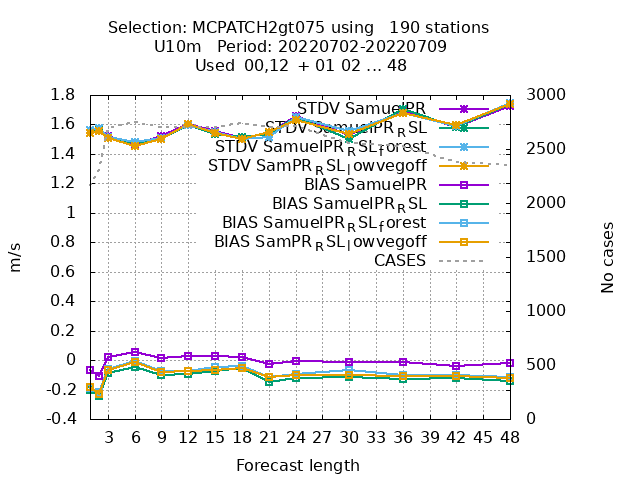 Selection: MCPATCH2gt075 using 190 stations
U10m Period: 20220702-20220709
Used 00,12 + 01 02 ... 48
1.8
1.6
1.4
1.2
1
0.8
0.6
0.4
0.2
0
-0.2
-0.4
m/s
STDV SamuelPR
STDV SamuelPR_RSL
STDV SamuelPR_RSL_forest
STDV SamPR_RSL_lowvegoff
BIAS SamuelPR
BIAS SamuelPR_RSL
BIAS SamuelPR_RSL_forest
BIAS SamPR_RSL_lowvegoff
CASES
3000
2500
2000
1500
1000
500
0
No cases
3 6 9 12 15 18 21 24 27 30 33 36 39 42 45 48
Forecast length